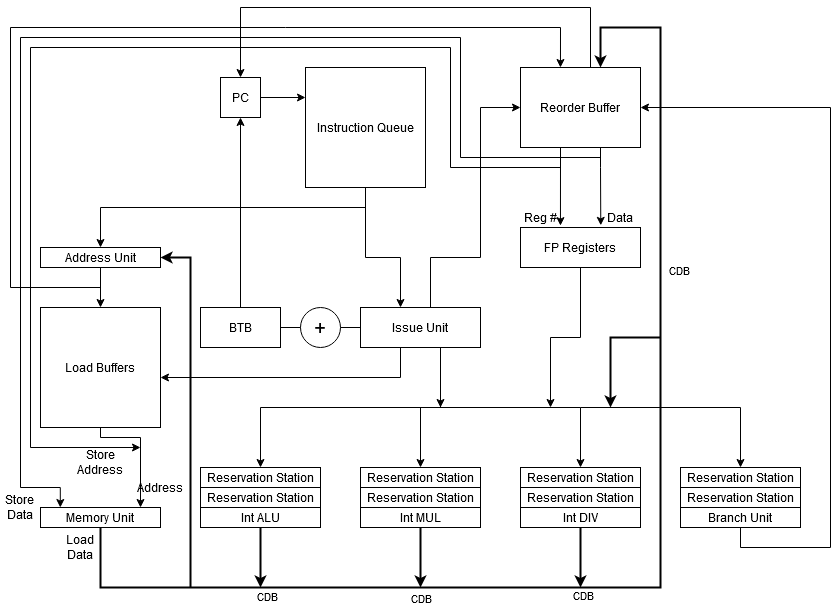 PC
Instruction Queue
Reorder Buffer
Reg #
Data
Address Unit
FP Registers
CDB
BTB
+
Issue Unit
Load Buffers
Store
Address
Address
Store
Data
Memory Unit
Load
Data
Reservation Station
Reservation Station
Int ALU
Reservation Station
Reservation Station
Int MUL
Reservation Station
Reservation Station
Int DIV
Reservation Station
Reservation Station
Branch Unit
CDB
CDB
CDB